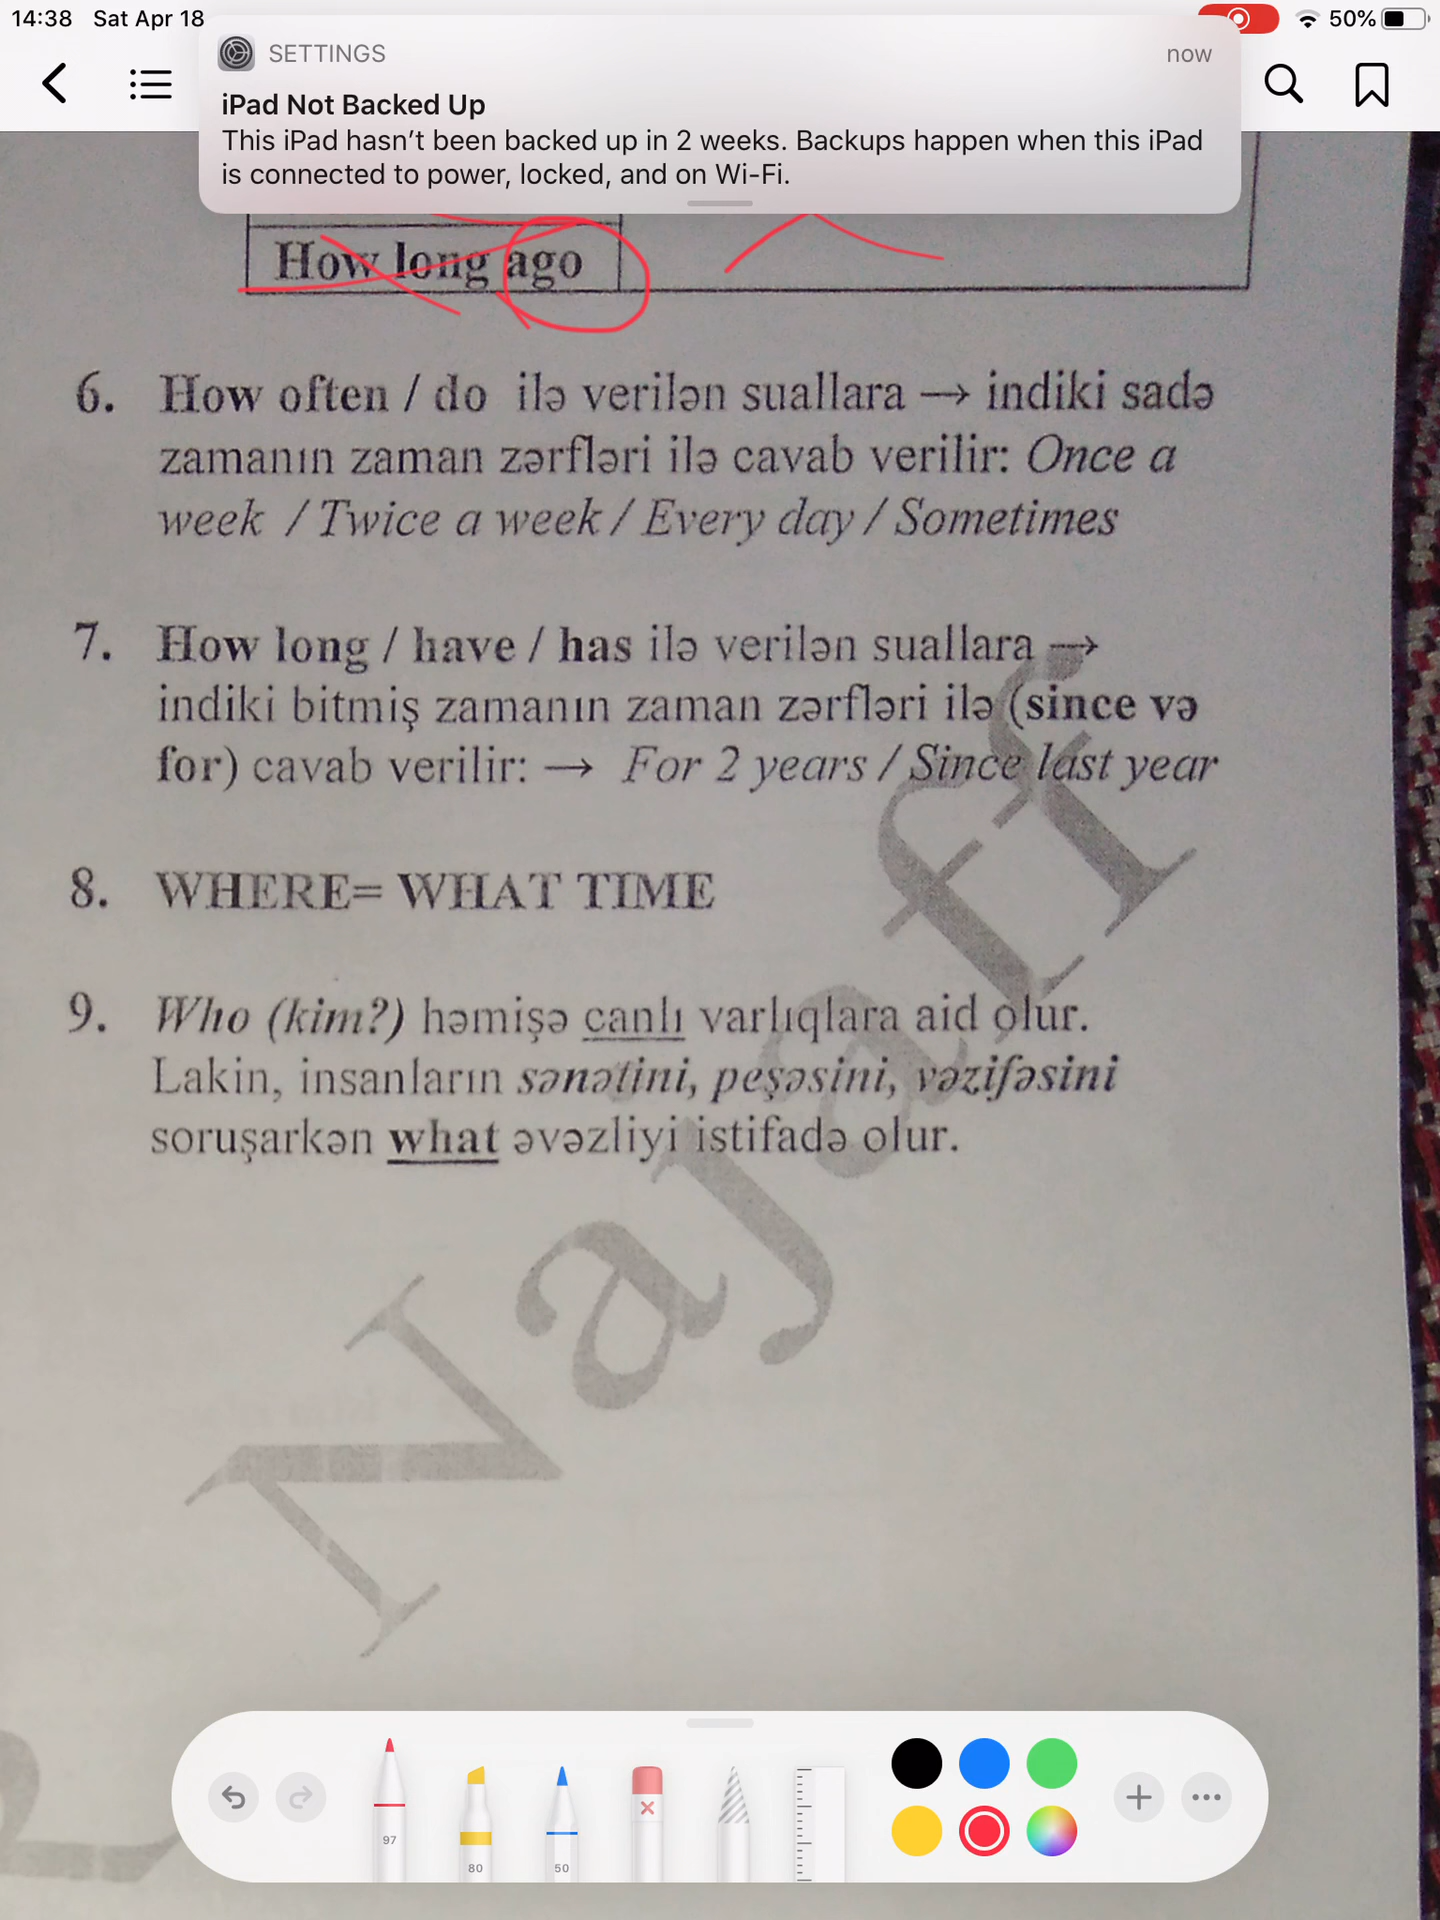 14:38 Sat Apr 18
50%
SETTINGS
now
iPad Not Backed Up
This iPad hasn't been backed up in 2 weeks. Backups happen when this iPad
is connected to power, locked, and on Wi-Fi.
How long ago
6. How often / do ilə verilən suallara → indiki sadə
zamanın zaman zərfləri ilə cavab verilir: Once a
week / Twice a week / Every day / Sometimes
7. How long / have / has ilə verilən suallara →
indiki bitmiş zamanın zaman zərfləri ilə (since və
for) cavab verilir: → For 2 years / Since last year
8. WHERE= WHAT TIME
9. Who (kim?) həmişə canlı varlıqlara aid olur.
Lakin, insanların sənətini, peşəsini, vəzifəsini
soruşarkən what əvəzliyi istifadə olur.
Najafi
97
80
50